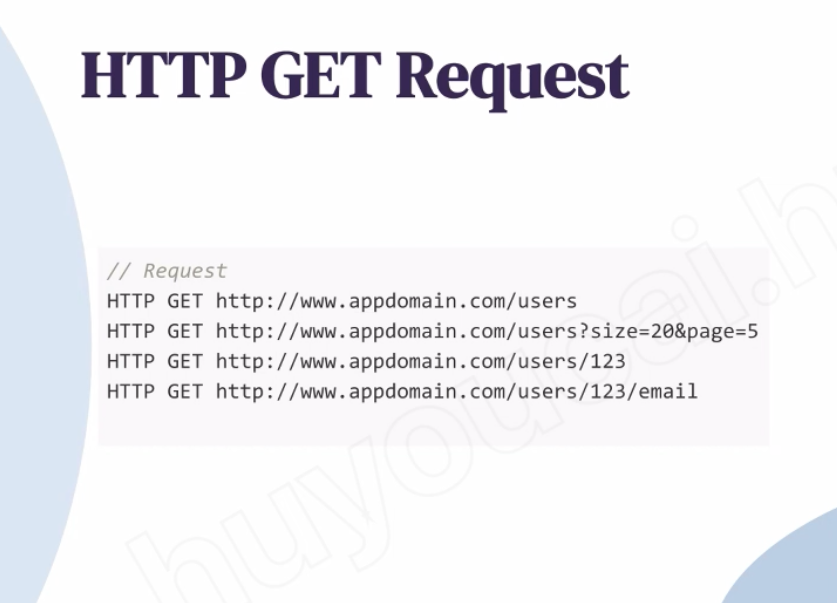 HTTP GET Request
// Request
HTTP GET http://www.appdomain.com/users
HTTP GET http://www.appdomain.com/users?size=20&page=5
HTTP GET http://www.appdomain.com/users/123
HTTP GET http://www.appdomain.com/users/123/email
huyoucai.h